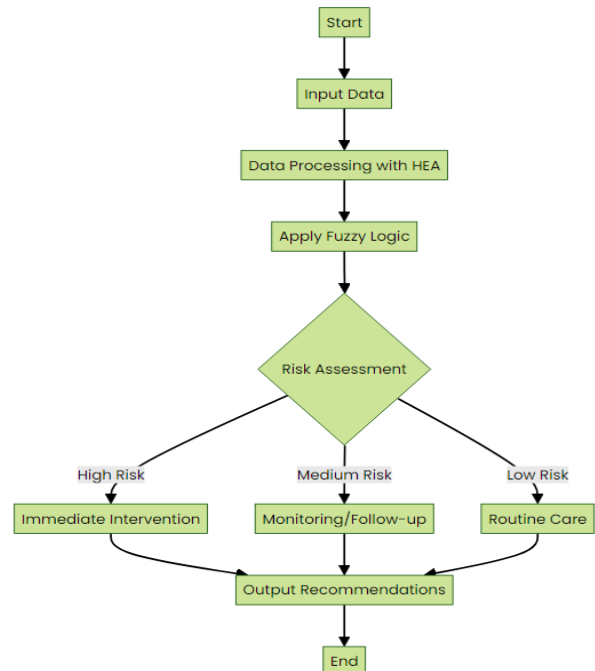 Start
Input Data
Data Processing with HEA
Apply Fuzzy Logic
Risk Assessment
High Risk
Medium Risk
Low Risk
Immediate Intervention
Monitoring/Follow-up
Routine Care
Output Recommendations
End